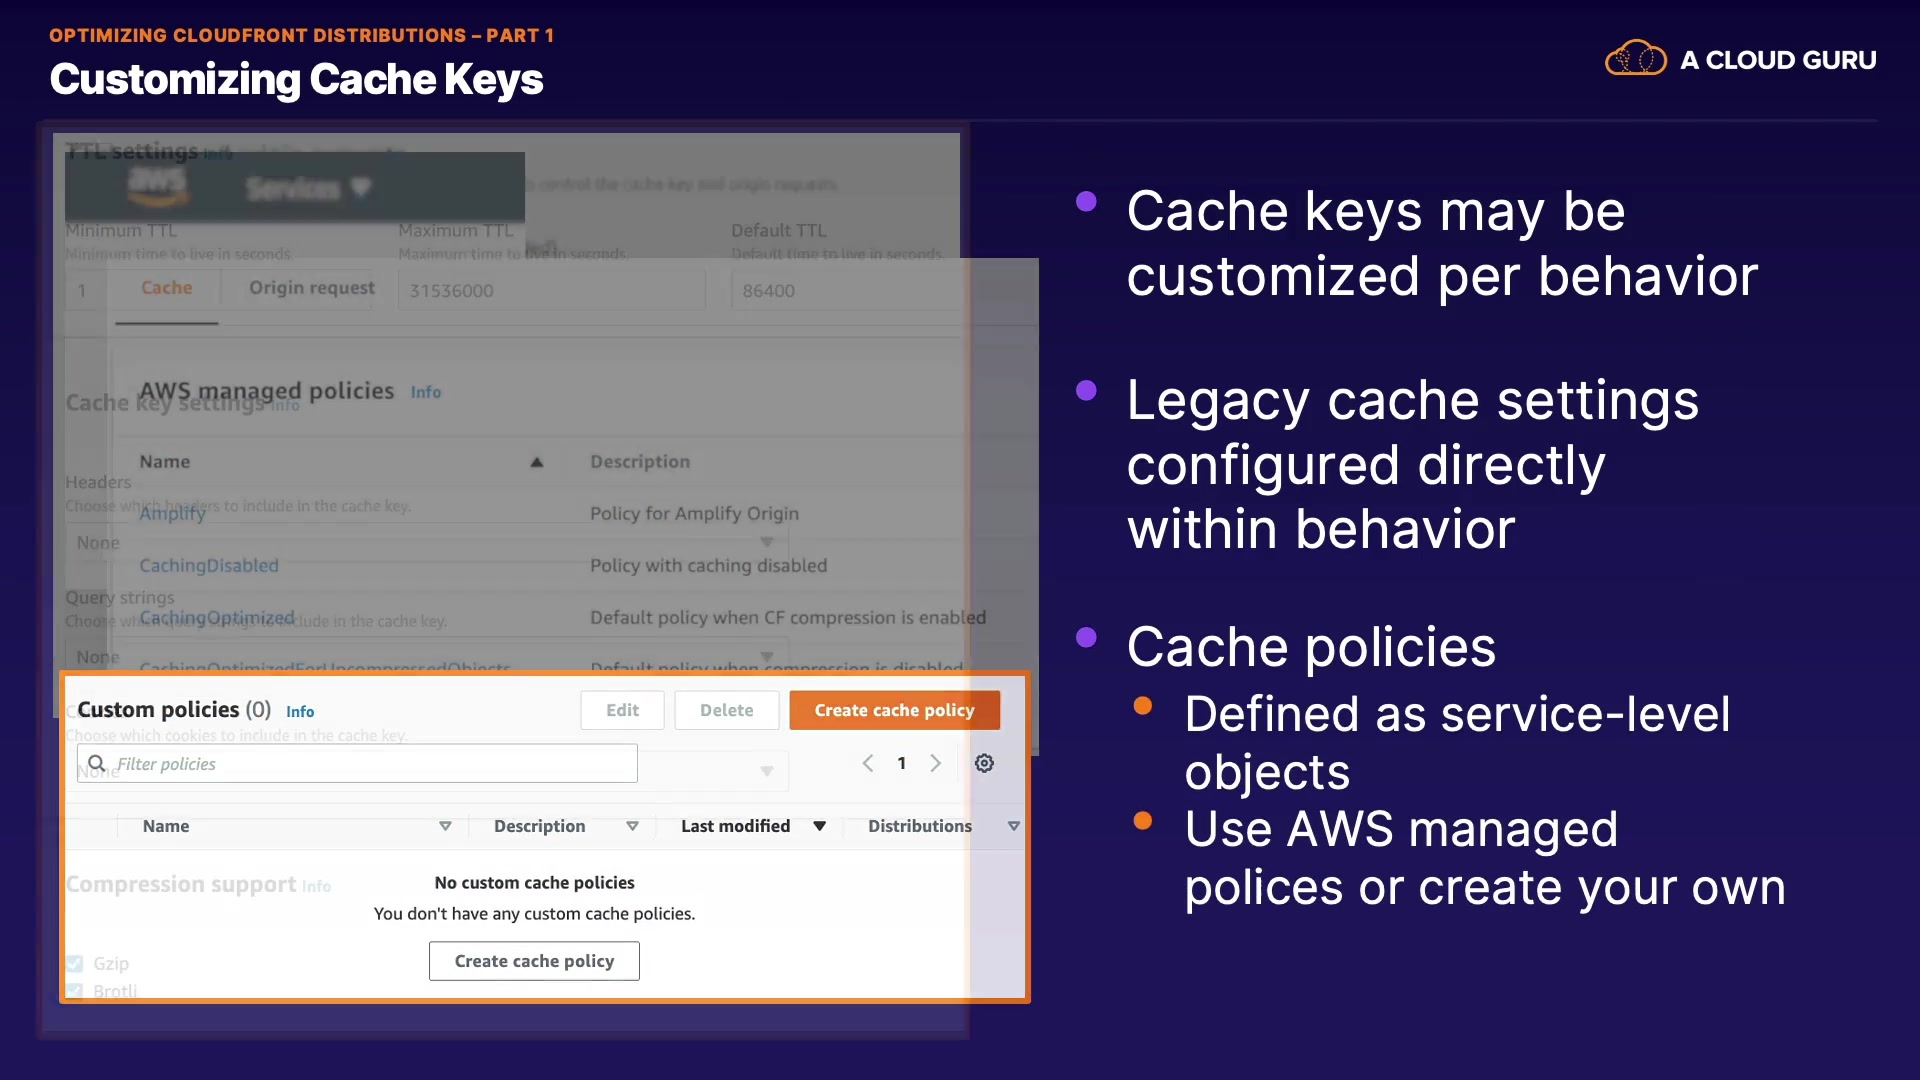 OPTIMIZING CLOUDFRONT DISTRIBUTIONS – PART 1
Customizing Cache Keys
A CLOUD GURU
TTL settings Info
aws Services
control the cache key and origin requests
Minimum TTL Maximum TTL Default TTL
Minimum time to live in seconds. Maximum time to live in seconds. Default time to live in seconds.
1 31536000 86400
Cache Origin request
AWS managed policies Info
Cache key settings Info
Name Description
Headers
Choose which headers to include in the cache key.
Amplify Policy for Amplify Origin
None
CachingDisabled Policy with caching disabled
Query strings
Choose which query strings to include in the cache key.
CachingOptimized Default policy when CF compression is enabled
None
CachingOptimizedForUncompressedObjects Default policy when compression is disabled
Custom policies (0) Info Edit Delete Create cache policy
Choose which cookies to include in the cache key.
Filter policies 1
None
Name Description Last modified Distributions
Compression support Info
No custom cache policies
You don't have any custom cache policies.
Create cache policy
Gzip
Brotli
Cache keys may be
customized per behavior
Legacy cache settings
configured directly
within behavior
Cache policies
Defined as service-level
objects
Use AWS managed
polices or create your own